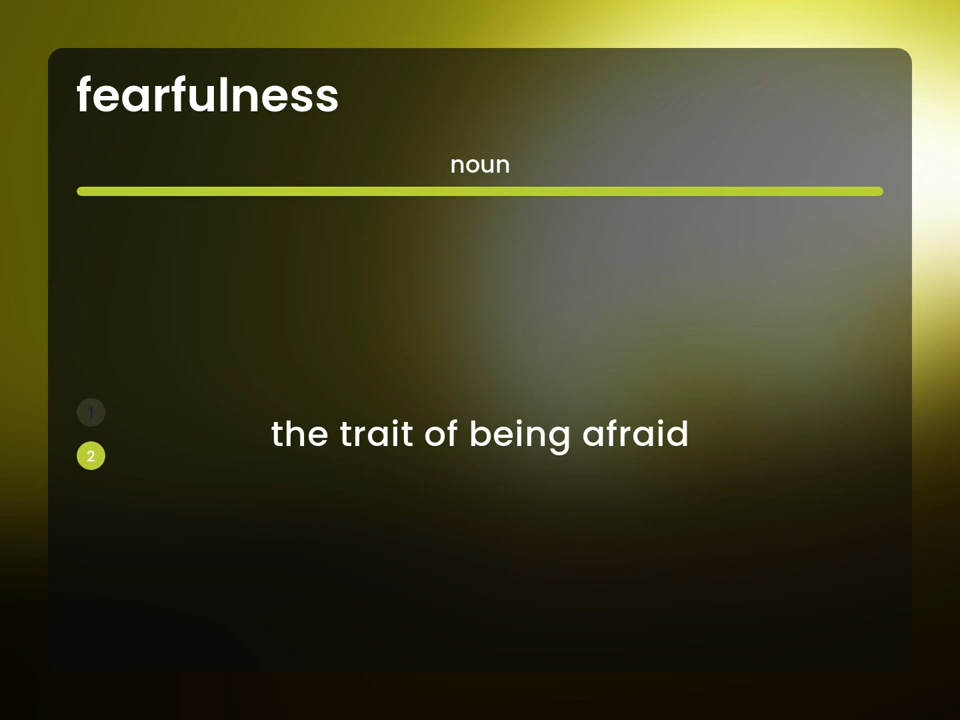 fearfulness
noun
1
2
the trait of being afraid